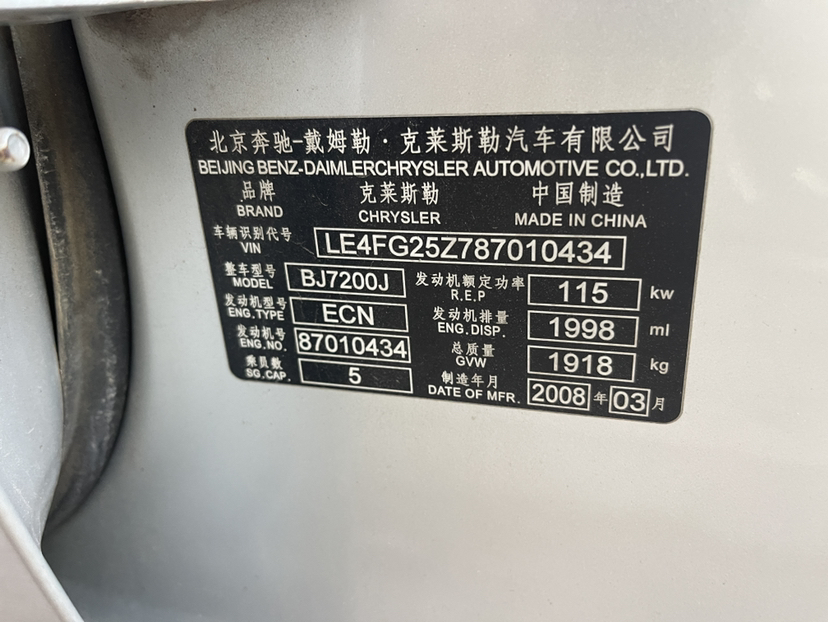 北京奔驰-戴姆勒·克莱斯勒汽车有限公司
BEIJING BENZ-DAIMLERCHRYSLER AUTOMOTIVE CO.,LTD.
品牌 克莱斯勒 中国制造
BRAND CHRYSLER MADE IN CHINA
车辆识别代号
VIN LE4FG25Z787010434
整车型号 发动机额定功率
MODEL BJ7200J R.E.P 115 kw
发动机型号 发动机排量
ENG.TYPE ECN ENG.DISP. 1998 ml
发动机号 总质量
ENG.NO. 87010434 GVW 1918 kg
乘员数 制造年月
SG.CAP. 5 DATE OF MFR. 2008 年 03 月